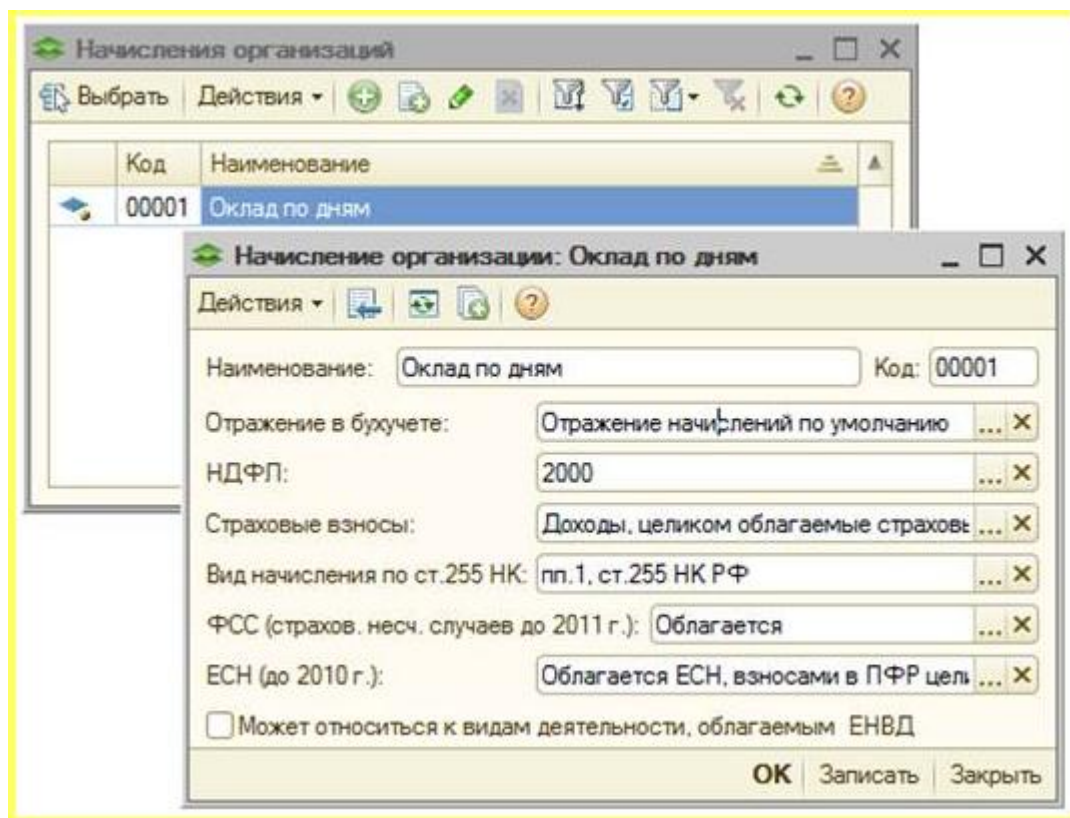 Начисления организаций
Выбрать Действия
Код Наименование
00001 Оклад по дням
Начисление организации: Оклад по дням
Действия
Наименование: Оклад по дням Код: 00001
Отражение в бухучете: Отражение начислений по умолчанию
НДФЛ: 2000
Страховые взносы: Доходы, целиком облагаемые страховы
Вид начисления по ст.255 НК: пп.1, ст.255 НК РФ
ФСС (страхов. несч. случаев до 2011 г.): Облагается
ЕСН (до 2010 г.): Облагается ЕСН, взносами в ПФР цели
Может относиться к видам деятельности, облагаемым ЕНВД
OK Записать Закрыть